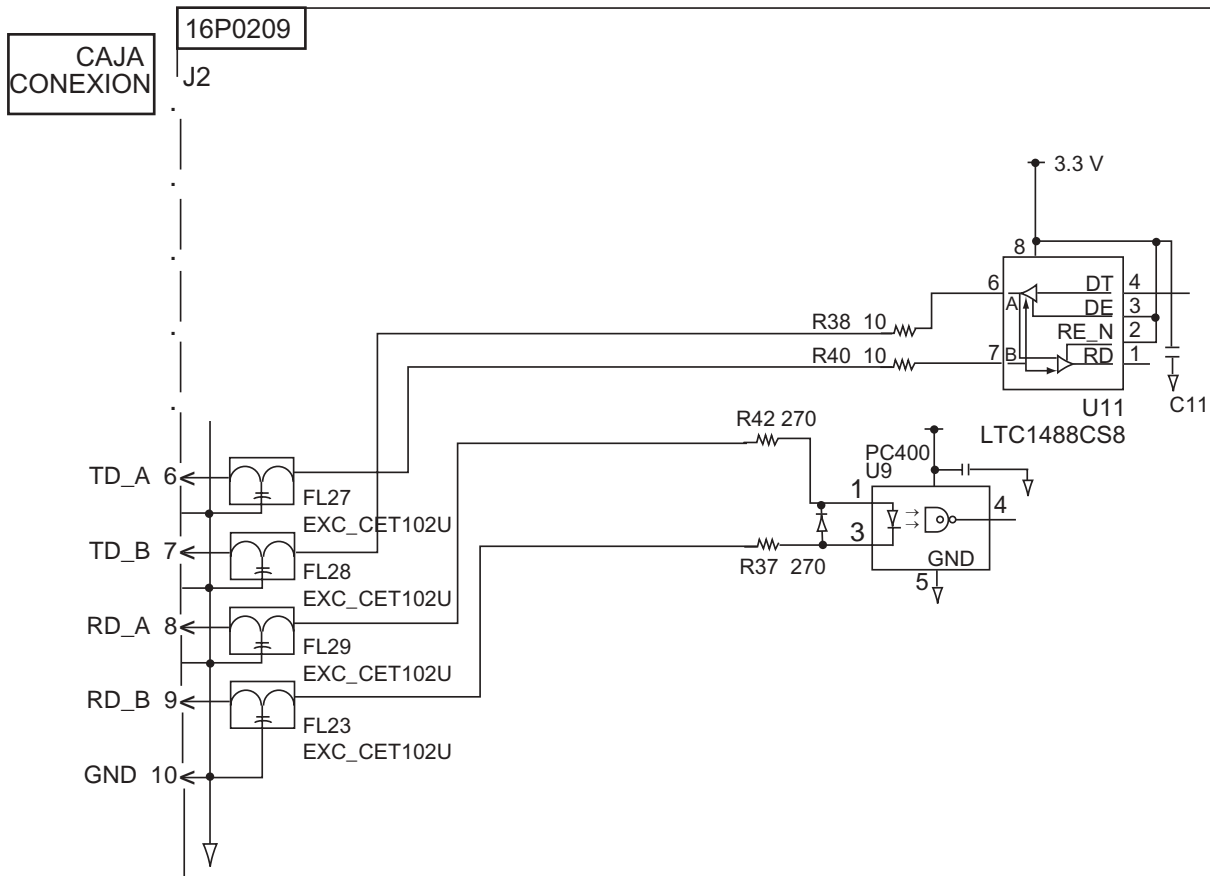 16P0209
CAJA
CONEXION
J2
3.3 V
8
6
A
DT
4
DE
3
RE_N
2
7
B
RD
1
R38 10
R40 10
U11
LTC1488CS8
C11
R42 270
PC400
U9
1
4
3
GND
5
R37 270
TD_A 6
FL27
EXC_CET102U
TD_B 7
FL28
EXC_CET102U
RD_A 8
FL29
EXC_CET102U
RD_B 9
FL23
EXC_CET102U
GND 10